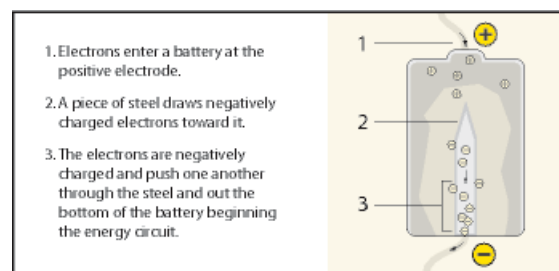 1. Electrons enter a battery at the
positive electrode.
2. A piece of steel draws negatively
charged electrons toward it.
3. The electrons are negatively
charged and push one another
through the steel and out the
bottom of the battery beginning
the energy circuit.
1
+
2
3
−